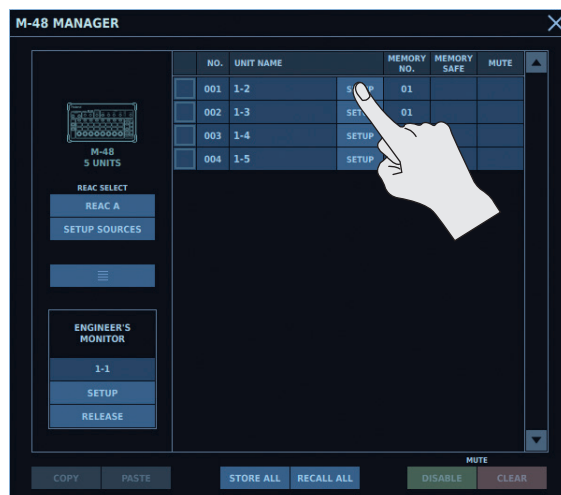 M-48 MANAGER
NO. UNIT NAME MEMORY NO. MEMORY SAFE MUTE
001 1-2 01
002 1-3 01
003 1-4 SETUP
004 1-5 SETUP
M-48
5 UNITS
REAC SELECT
REAC A
SETUP SOURCES
ENGINEER'S
MONITOR
1-1
SETUP
RELEASE
MUTE
COPY PASTE STORE ALL RECALL ALL DISABLE CLEAR